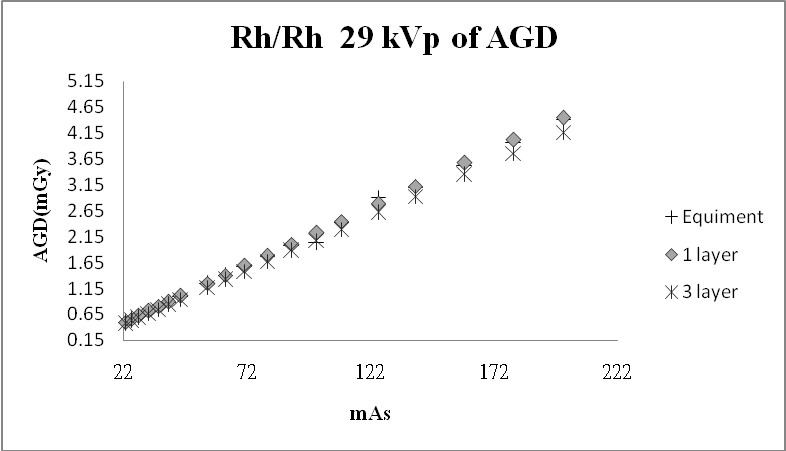 Rh/Rh 29 kVp of AGD
5.15
4.65
4.15
3.65
3.15
2.65
2.15
1.65
1.15
0.65
0.15
AGD(mGy)
22 72 122 172 222
mAs
Equiment
1 layer
3 layer